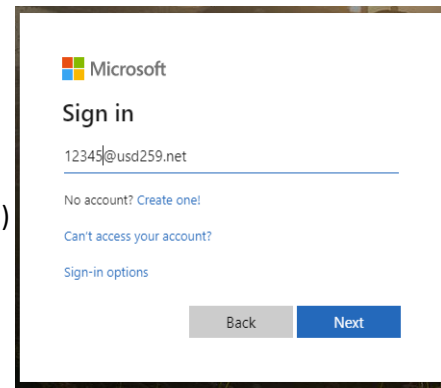 Microsoft
Sign in
12345@usd259.net
No account? Create one!
)
Can't access your account?
Sign-in options
Back Next